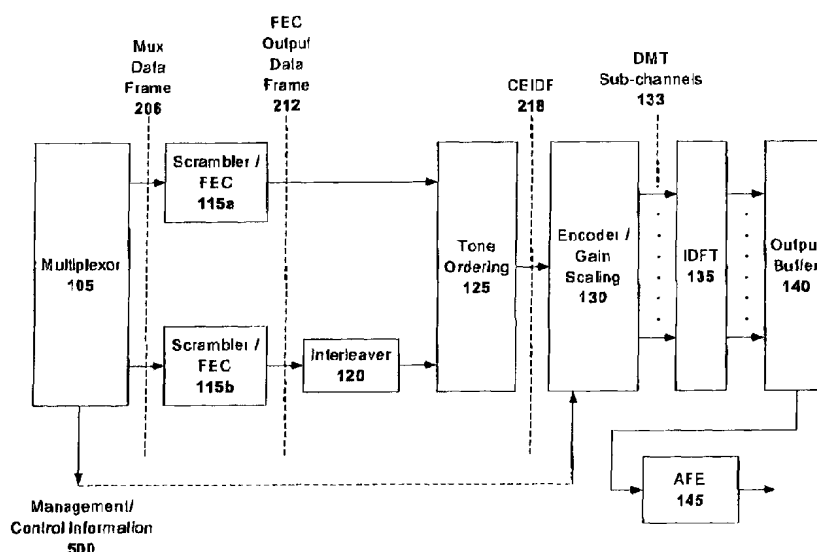 Mux
Data
Frame
206
FEC
Output
Data
Frame
212
CEIDF
218
DMT
Sub-channels
133
Multiplexor
105
Scrambler /
FEC
115a
Scrambler /
FEC
115b
Interleaver
120
Tone
Ordering
125
Encoder /
Gain
Scaling
130
IDFT
135
Output
Buffer
140
AFE
145
Management/
Control Information
500